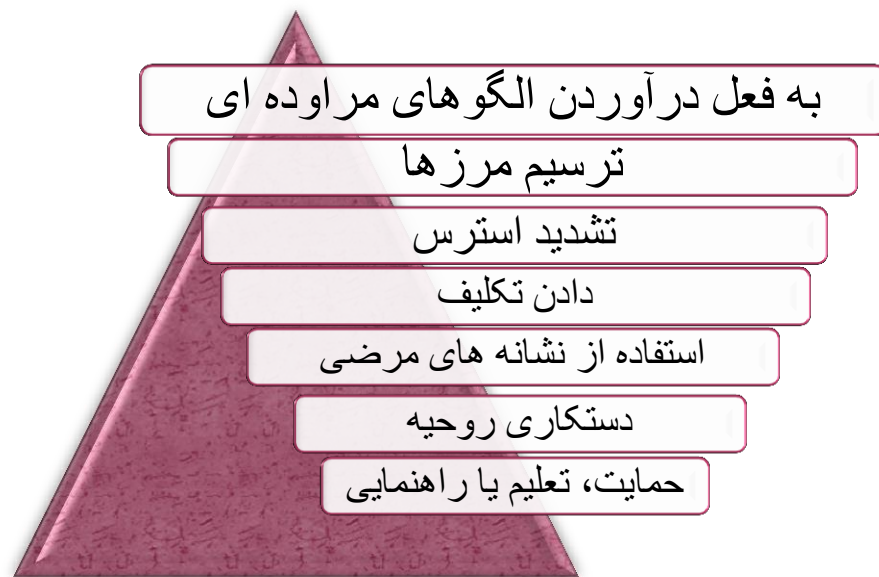 به فعل درآوردن الگوهای مراوده ای
ترسیم مرزها
تشدید استرس
دادن تکلیف
استفاده از نشانه های مرضی
دستکاری روحیه
حمایت، تعلیم یا راهنمایی